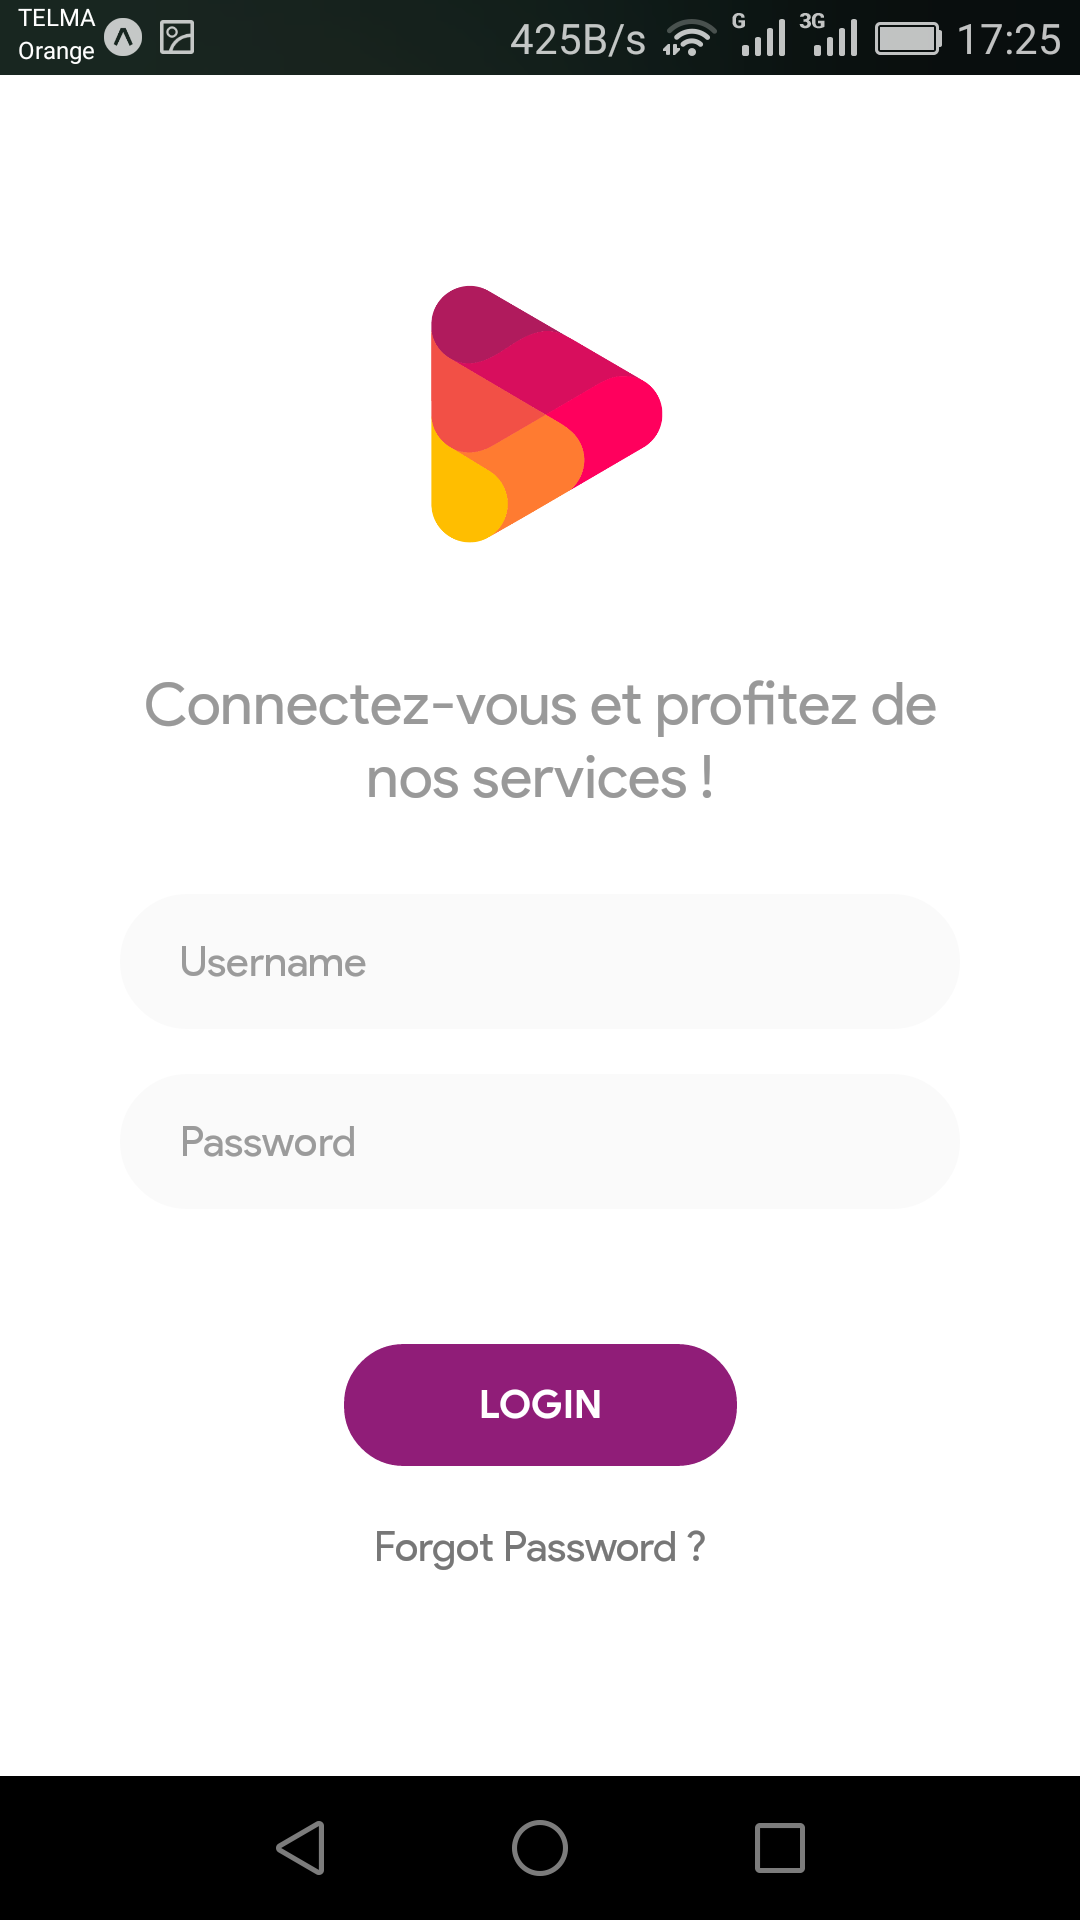 TELMA
Orange
425B/s G 3G 17:25
Connectez-vous et profitez de
nos services !
Username
Password
LOGIN
Forgot Password ?